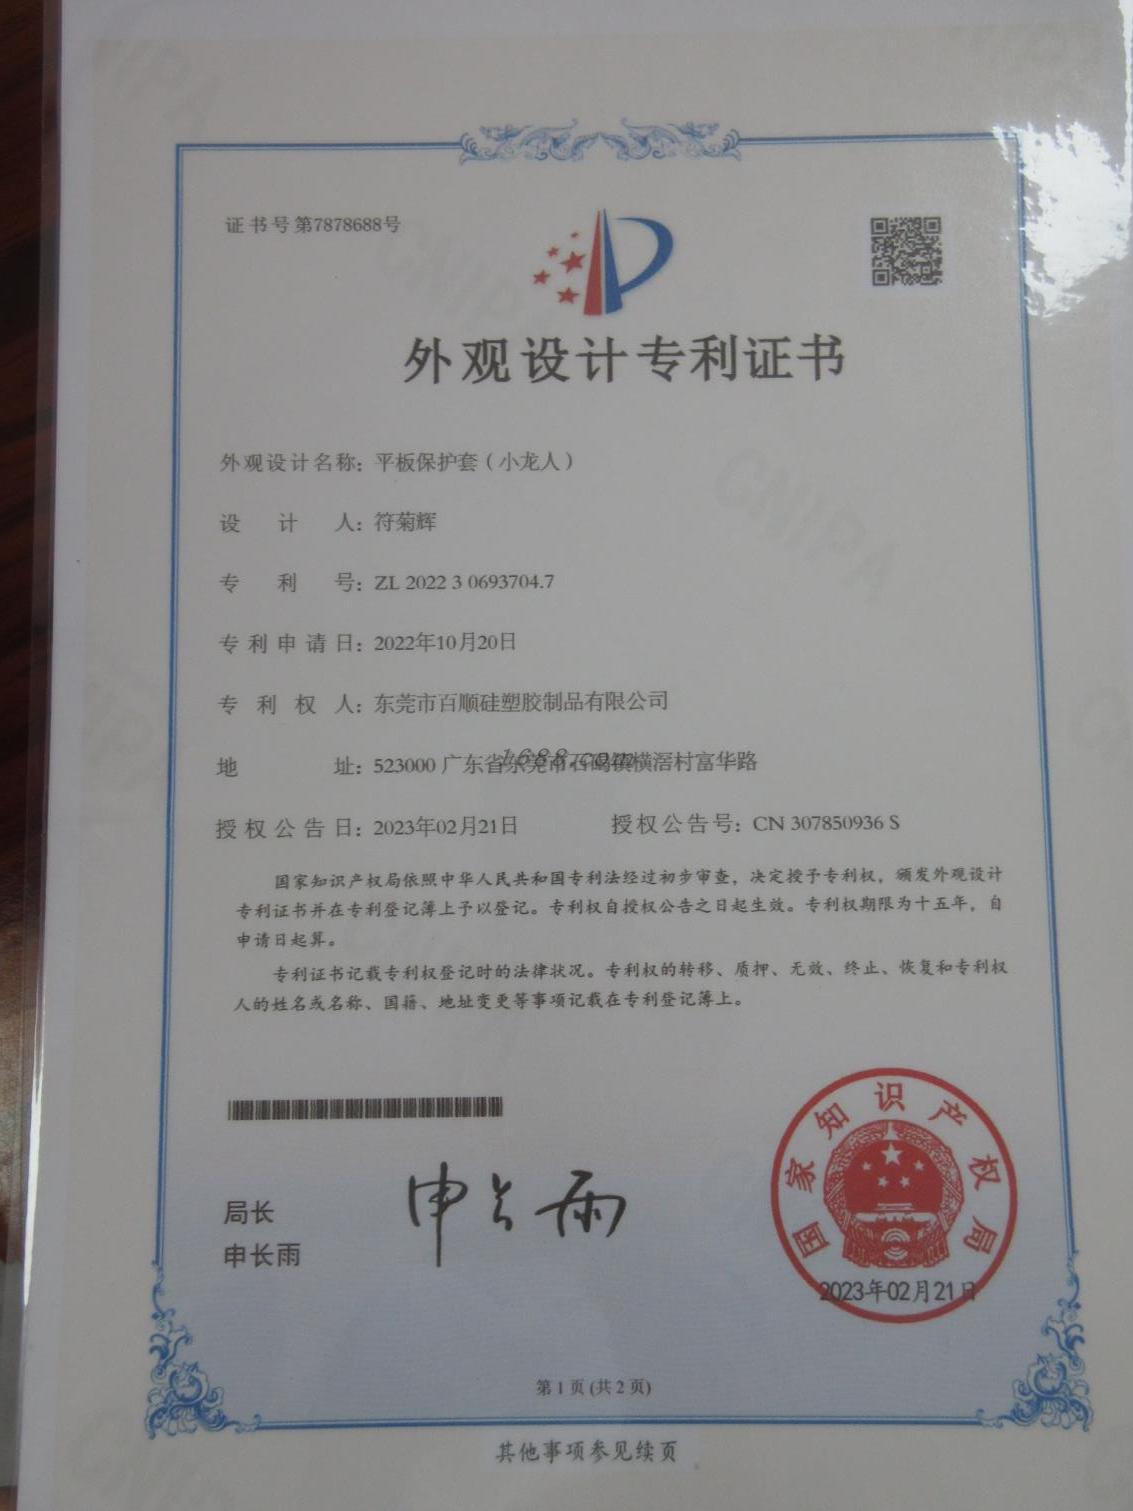 证书号第7878688号
外观设计专利证书
外观设计名称：平板保护套（小龙人）
设计人：符菊辉
专利号：ZL 2022 3 0693704.7
专利申请日：2022年10月20日
专利权人：东莞市百顺硅塑胶制品有限公司
地址：523000 广东省东莞市石碣镇横滘村富华路
1688.com
授权公告日：2023年02月21日 授权公告号：CN 307850936 S
国家知识产权局依照中华人民共和国专利法经过初步审查，决定授予专利权，颁发外观设计
专利证书并在专利登记簿上予以登记。专利权自授权公告之日起生效。专利权期限为十五年，自
申请日起算。
专利证书记载专利权登记时的法律状况。专利权的转移、质押、无效、终止、恢复和专利权
人的姓名或名称、国籍、地址变更等事项记载在专利登记簿上。
局长
申长雨
申长雨
国家知识产权局
2023年02月21日
第 1 页 (共 2 页)
其他事项参见续页
CNIPA